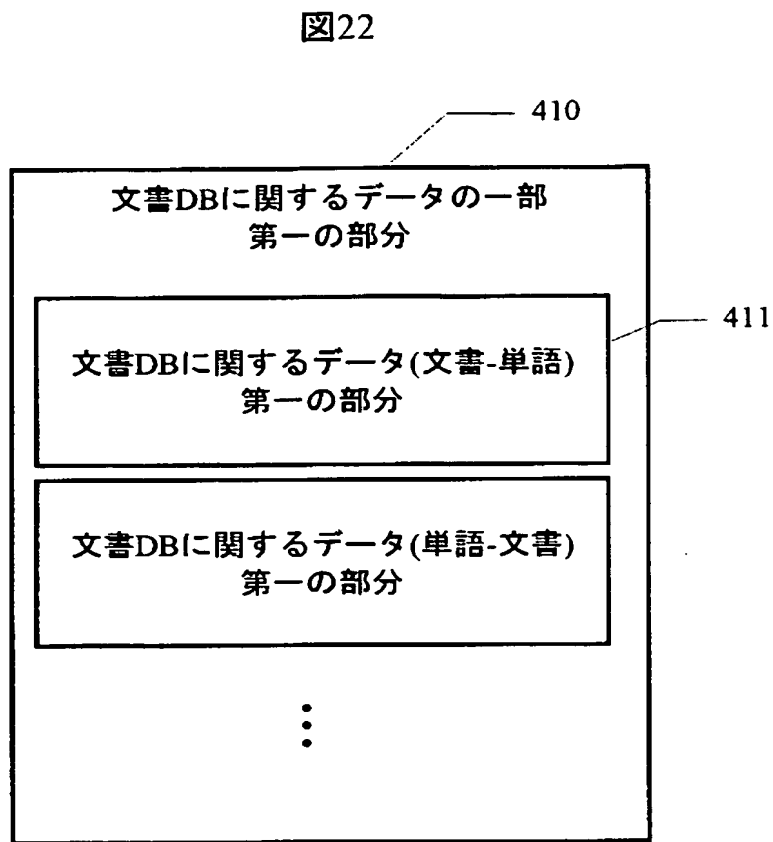 図22
410
文書DBに関するデータの一部
第一の部分
411
文書DBに関するデータ(文書-単語)
第一の部分
文書DBに関するデータ(単語-文書)
第一の部分